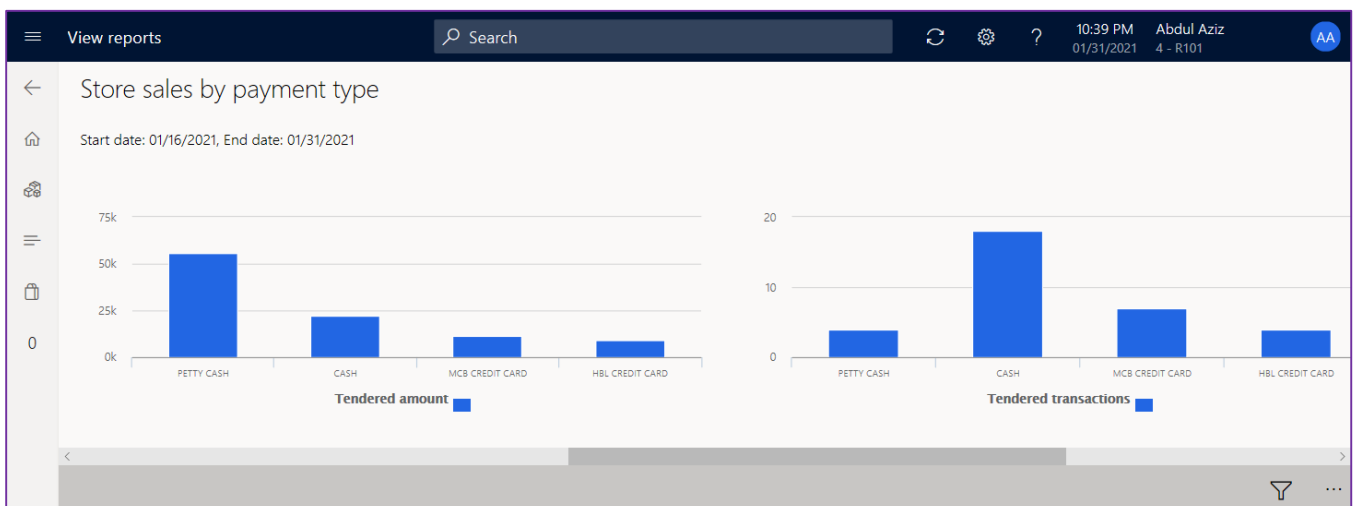 View reports
Search
?
10:39 PM
01/31/2021
Abdul Aziz
4 - R101
AA
Store sales by payment type
Start date: 01/16/2021, End date: 01/31/2021
0
75k
50k
25k
0k
PETTY CASH
CASH
MCB CREDIT CARD
HBL CREDIT CARD
Tendered amount
20
10
0
PETTY CASH
CASH
MCB CREDIT CARD
HBL CREDIT CARD
Tendered transactions